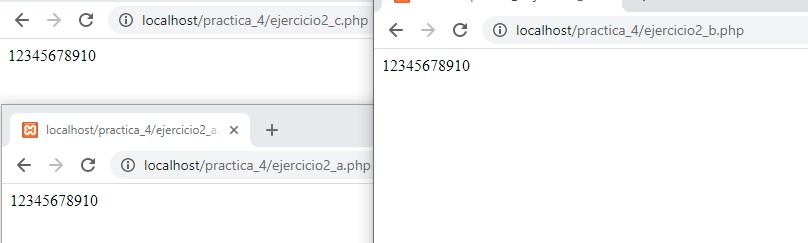 localhost/practica_4/ejercicio2_c.php
12345678910
localhost/practica_4/ejercicio2_a.
localhost/practica_4/ejercicio2_a.php
12345678910
localhost/practica_4/ejercicio2_b.php
12345678910